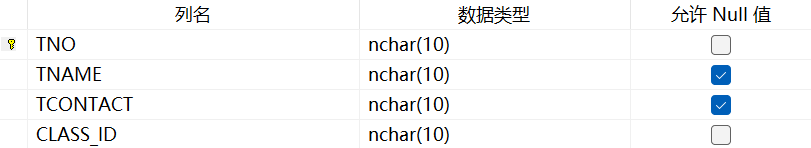 列名 数据类型 允许 Null 值
TNO nchar(10)
TNAME nchar(10)
TCONTACT nchar(10)
CLASS_ID nchar(10)